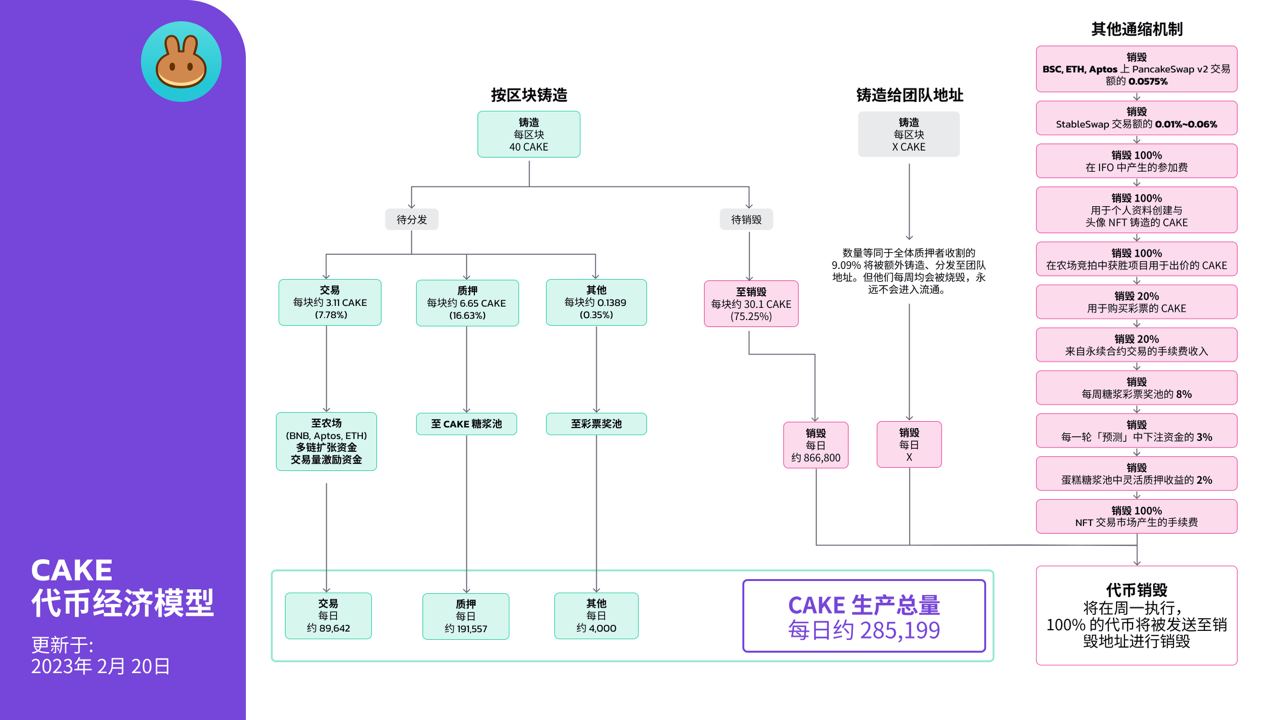 CAKE
代币经济模型
更新于:
2023年 2月 20日
按区块铸造
铸造
每区块
40 CAKE
待分发
待销毁
交易
每块约 3.11 CAKE
(7.78%)
质押
每块约 6.65 CAKE
(16.63%)
其他
每块约 0.1389
(0.35%)
至销毁
每块约 30.1 CAKE
(75.25%)
至农场
(BNB, Aptos, ETH)
多链扩张资金
交易量激励资金
至 CAKE 糖浆池
至彩票奖池
销毁
每日
约 866,800
交易
每日
约 89,642
质押
每日
约 191,557
其他
每日
约 4,000
CAKE 生产总量
每日约 285,199
铸造给团队地址
铸造
每区块
X CAKE
数量等同于全体质押者收割的
9.09% 将被额外铸造、分发至团队
地址。但他们每周均会被烧毁，永
远不会进入流通。
销毁
每日
X
其他通缩机制
销毁
BSC, ETH, Aptos 上 PancakeSwap v2 交易
额的 0.0575%
销毁
StableSwap 交易额的 0.01%~0.06%
销毁 100%
在 IFO 中产生的参加费
销毁 100%
用于个人资料创建与
头像 NFT 铸造的 CAKE
销毁 100%
在农场竞拍中获胜项目用于出价的 CAKE
销毁 20%
用于购买彩票的 CAKE
销毁 20%
来自永续合约交易的手续费收入
销毁
每周糖浆彩票奖池的 8%
销毁
每一轮「预测」中下注资金的 3%
销毁
蛋糕糖浆池中灵活质押收益的 2%
销毁 100%
NFT 交易市场产生的手续费
代币销毁
将在周一执行，
100% 的代币将被发送至销
毁地址进行销毁